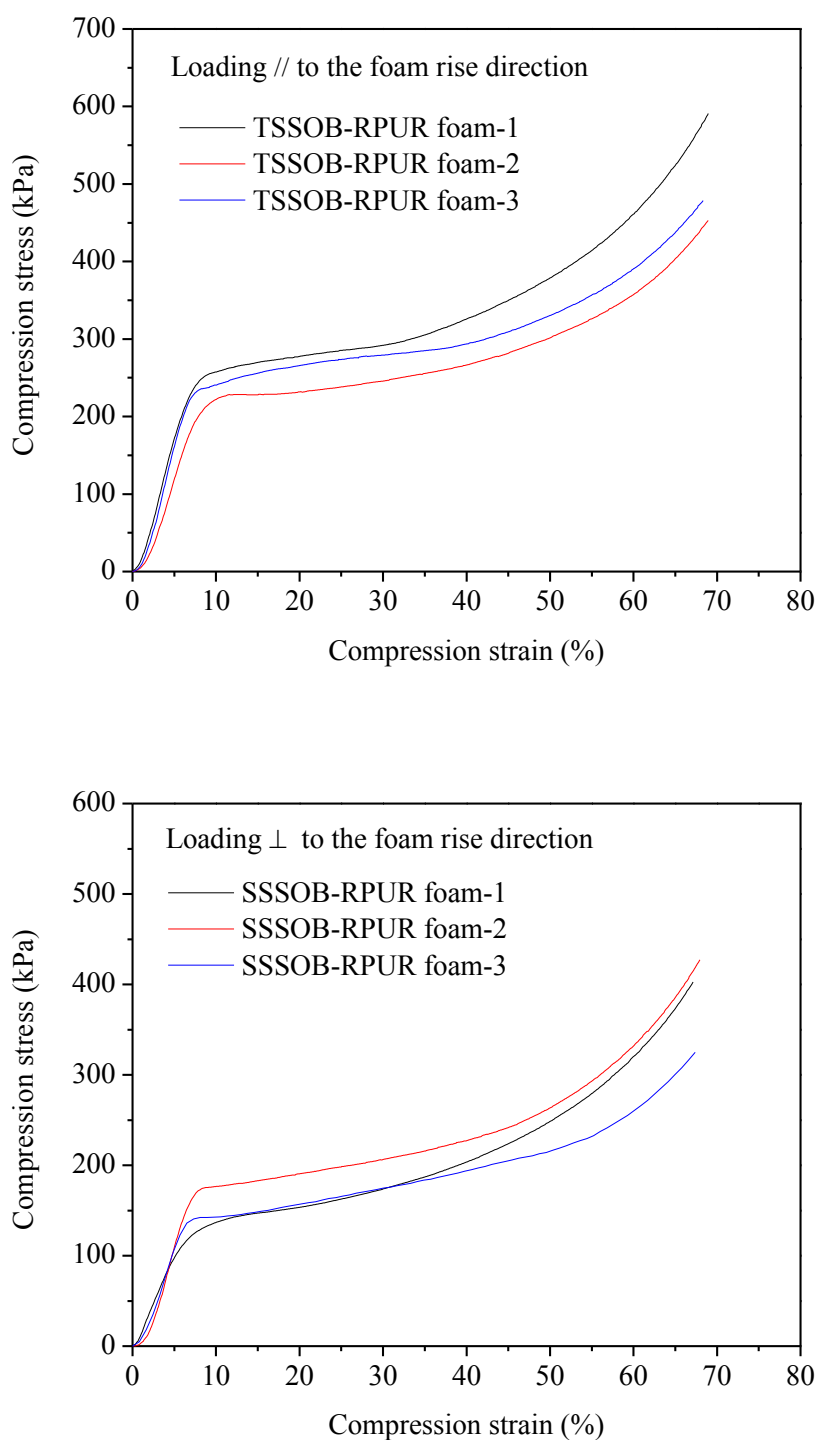 700
600
500
400
300
200
100
0
Compression stress (kPa)
Loading // to the foam rise direction
TSSOB-RPUR foam-1
TSSOB-RPUR foam-2
TSSOB-RPUR foam-3
0 10 20 30 40 50 60 70 80
Compression strain (%)
600
500
400
300
200
100
0
Compression stress (kPa)
Loading ⊥ to the foam rise direction
SSSOB-RPUR foam-1
SSSOB-RPUR foam-2
SSSOB-RPUR foam-3
0 10 20 30 40 50 60 70 80
Compression strain (%)